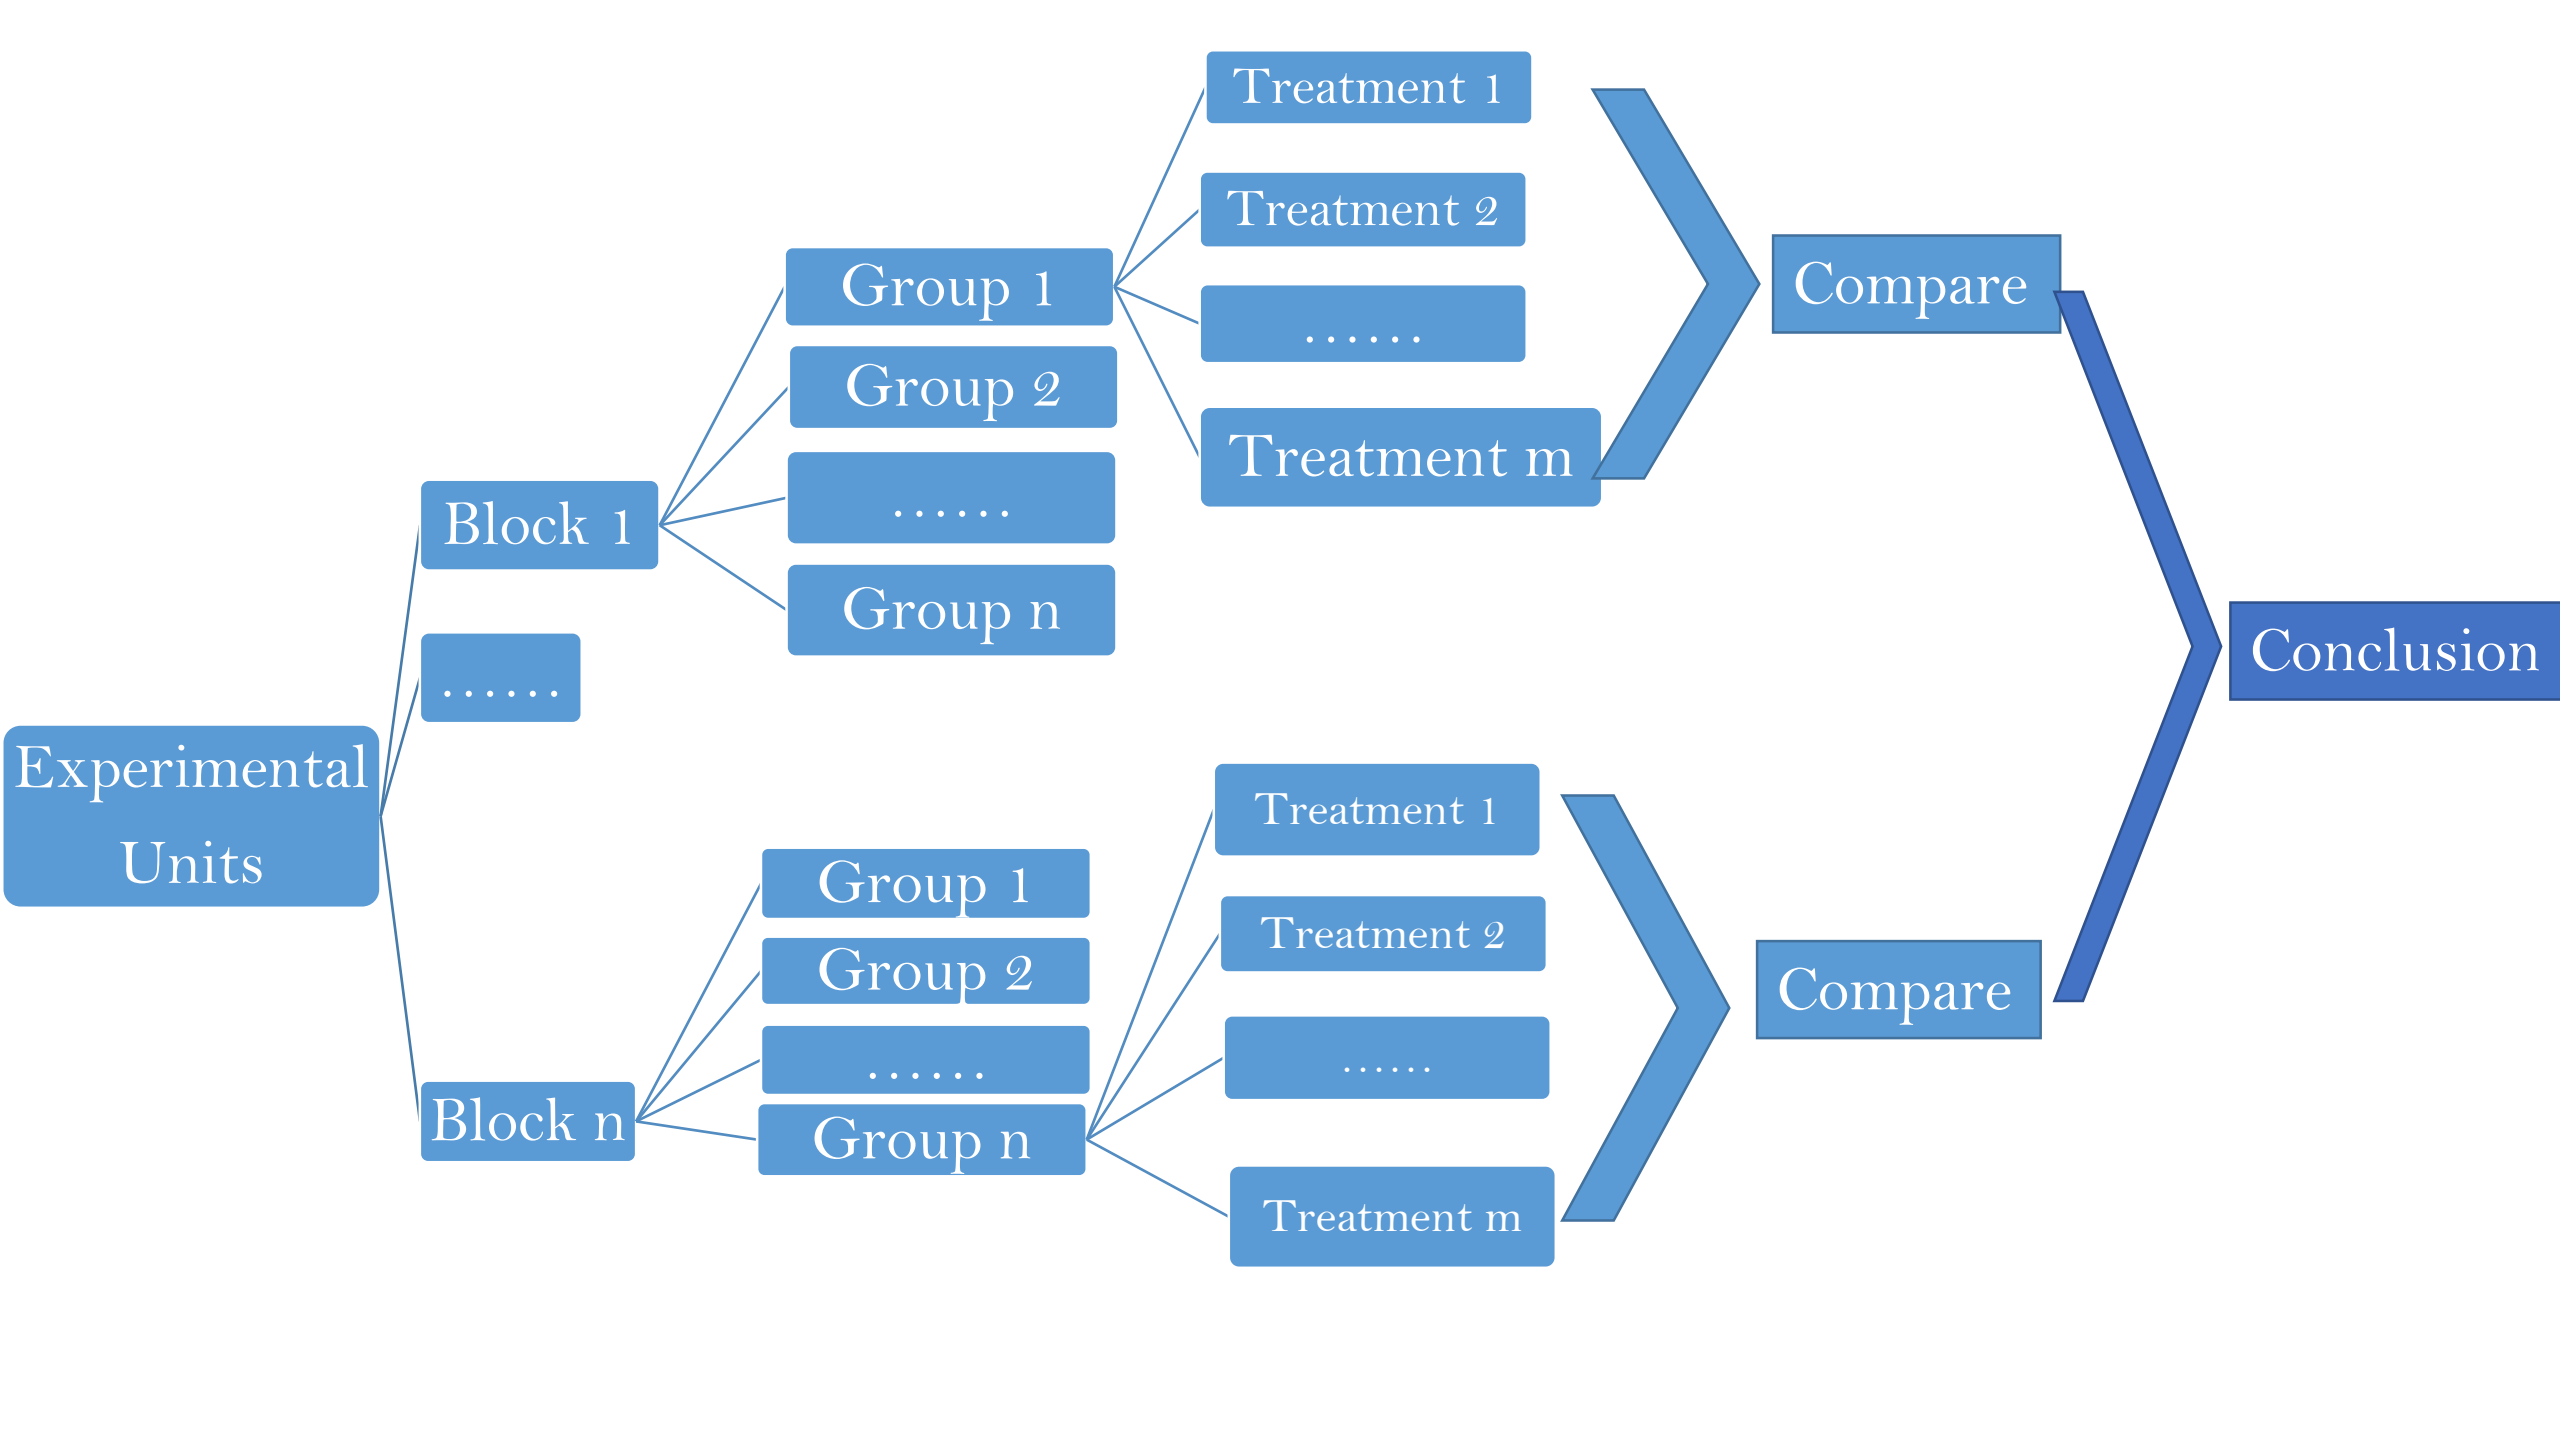 Experimental
Units
Block 1
......
Block n
Group 1
Group 2
......
Group n
Treatment 1
Treatment 2
......
Treatment m
Compare
Group 1
Group 2
......
Group n
Treatment 1
Treatment 2
......
Treatment m
Compare
Conclusion